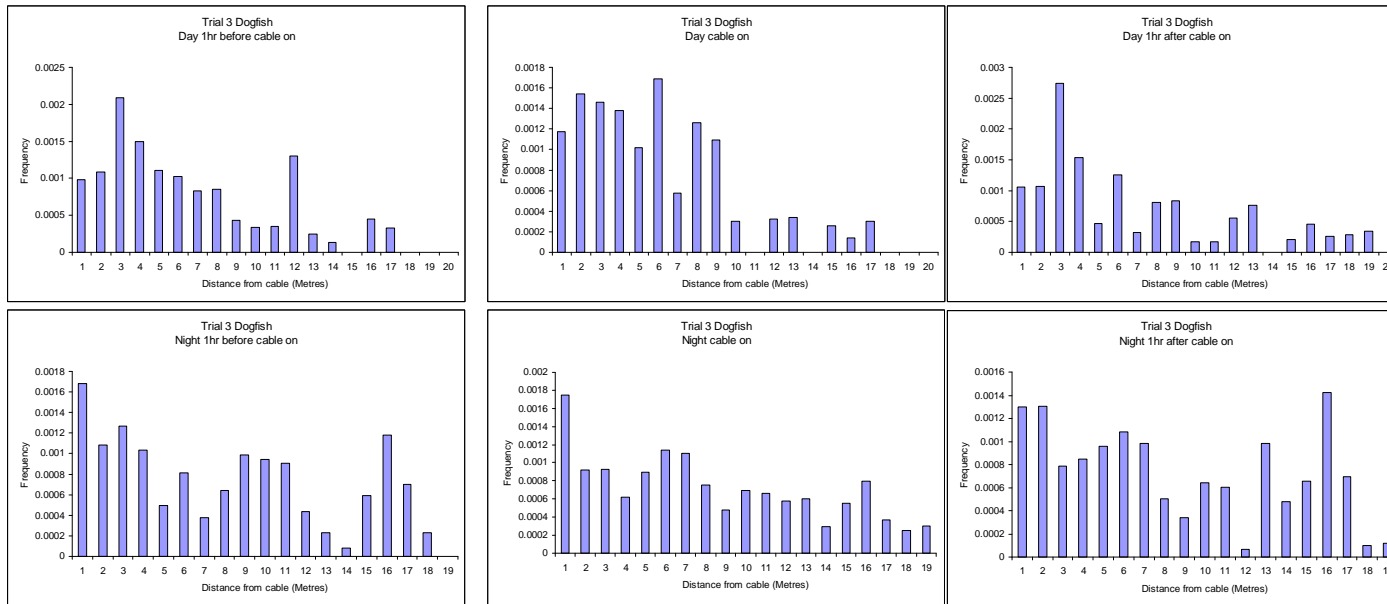 Trial 3 Dogfish
Day 1hr before cable on
0.0025
0.002
0.0015
0.001
0.0005
0
Frequency
1 2 3 4 5 6 7 8 9 10 11 12 13 14 15 16 17 18 19 20
Distance from cable (Metres)
Trial 3 Dogfish
Day cable on
0.0018
0.0016
0.0014
0.0012
0.001
0.0008
0.0006
0.0004
0.0002
0
Frequency
1 2 3 4 5 6 7 8 9 10 11 12 13 14 15 16 17 18 19 20
Distance from cable (Metres)
Trial 3 Dogfish
Day 1hr after cable on
0.003
0.0025
0.002
0.0015
0.001
0.0005
0
Frequency
1 2 3 4 5 6 7 8 9 10 11 12 13 14 15 16 17 18 19
Distance from cable (Metres)
Trial 3 Dogfish
Night 1hr before cable on
0.0018
0.0016
0.0014
0.0012
0.001
0.0008
0.0006
0.0004
0.0002
0
Frequency
1 2 3 4 5 6 7 8 9 10 11 12 13 14 15 16 17 18 19
Distance from cable (Metres)
Trial 3 Dogfish
Night cable on
0.002
0.0018
0.0016
0.0014
0.0012
0.001
0.0008
0.0006
0.0004
0.0002
0
Frequency
1 2 3 4 5 6 7 8 9 10 11 12 13 14 15 16 17 18 19
Distance from cable (Metres)
Trial 3 Dogfish
Night 1hr after cable on
0.0016
0.0014
0.0012
0.001
0.0008
0.0006
0.0004
0.0002
0
Frequency
1 2 3 4 5 6 7 8 9 10 11 12 13 14 15 16 17 18
Distance from cable (Metres)